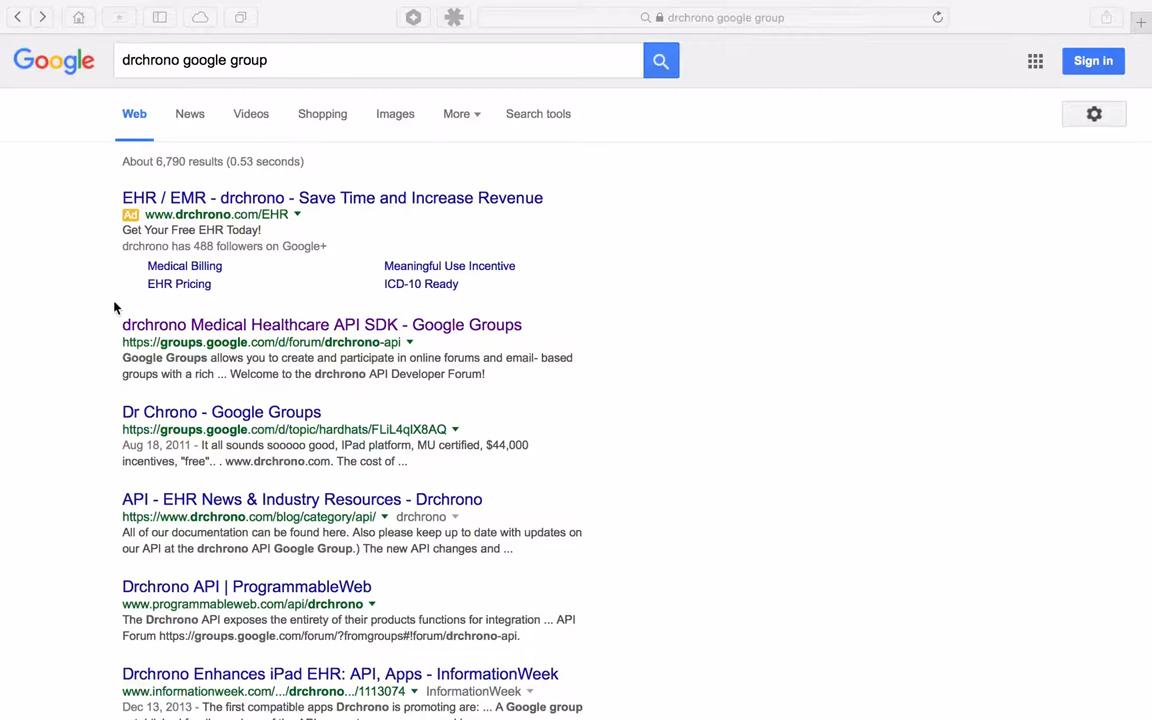 drchrono google group
Google
drchrono google group
Sign in
Web News Videos Shopping Images More Search tools
About 6,790 results (0.53 seconds)
EHR / EMR - drchrono - Save Time and Increase Revenue
Ad www.drchrono.com/EHR
Get Your Free EHR Today!
drchrono has 488 followers on Google+
Medical Billing Meaningful Use Incentive
EHR Pricing ICD-10 Ready
drchrono Medical Healthcare API SDK - Google Groups
https://groups.google.com/d/forum/drchrono-api
Google Groups allows you to create and participate in online forums and email- based
groups with a rich ... Welcome to the drchrono API Developer Forum!
Dr Chrono - Google Groups
https://groups.google.com/d/topic/hardhats/FLiL4qlX8AQ
Aug 18, 2011 - It all sounds sooooo good, IPad platform, MU certified, $44,000
incentives, "free".. . www.drchrono.com. The cost of ...
API - EHR News & Industry Resources - Drchrono
https://www.drchrono.com/blog/category/api/ drchrono
All of our documentation can be found here. Also please keep up to date with updates on
our API at the drchrono API Google Group.) The new API changes and ...
Drchrono API | ProgrammableWeb
www.programmableweb.com/api/drchrono
The Drchrono API exposes the entirety of their products functions for integration ... API
Forum https://groups.google.com/forum/?fromgroups#!forum/drchrono-api.
Drchrono Enhances iPad EHR: API, Apps - InformationWeek
www.informationweek.com/.../drchrono.../1113074 InformationWeek
Dec 13, 2013 - The first compatible apps Drchrono is promoting are: ... A Google group